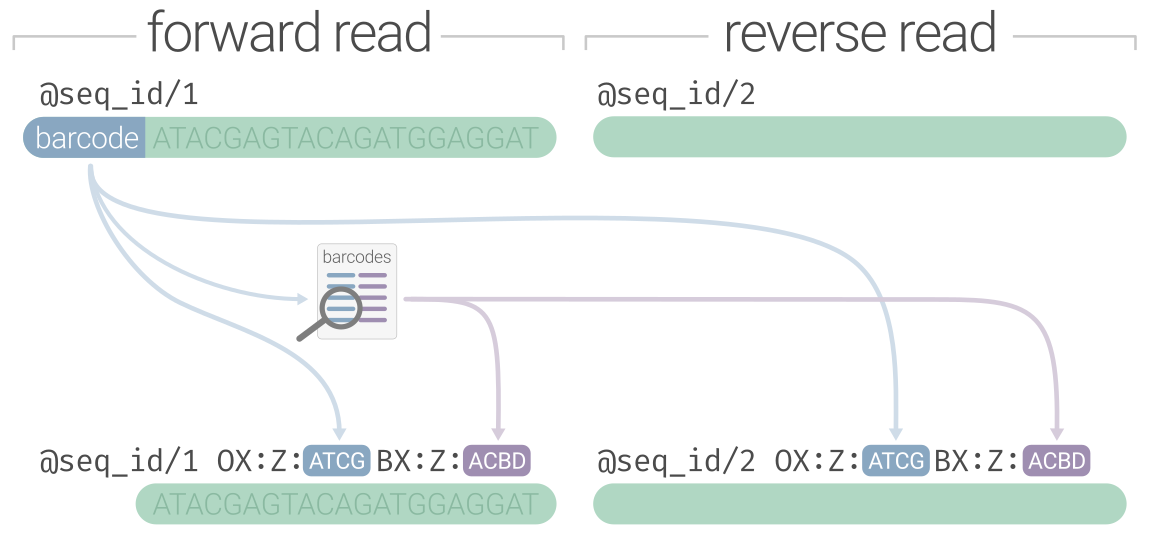 forward read
reverse read
@seq_id/1
@seq_id/2
barcode ATACGAGTACAGATGGAGGAT
barcodes
@seq_id/1 OX:Z:ATCG BX:Z:ACBD
@seq_id/2 OX:Z:ATCG BX:Z:ACBD
ATACGAGTACAGATGGAGGAT